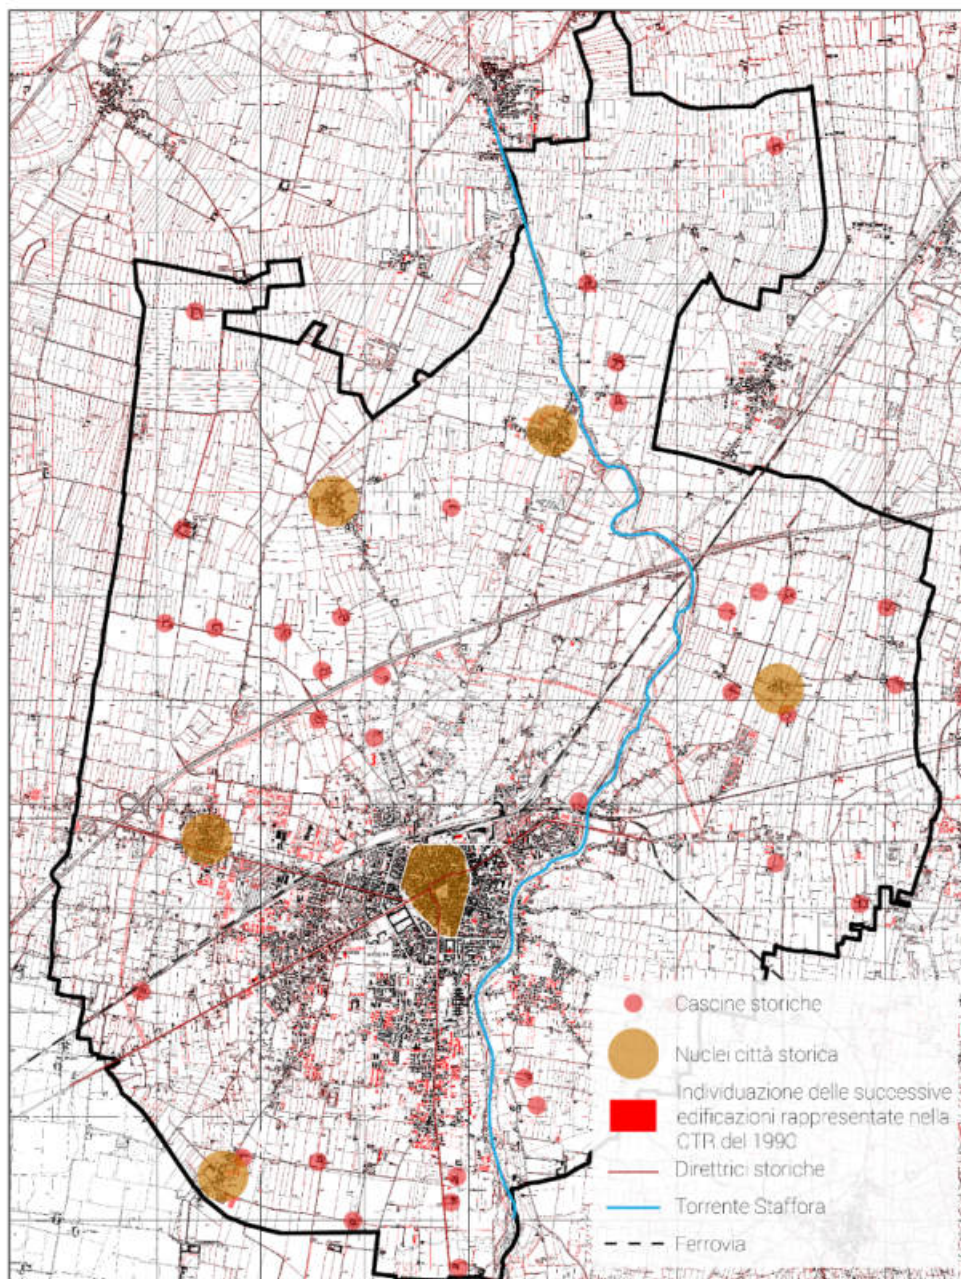 Cascine storiche
Nuclei città storica
Individuazione delle successive
edificazioni rappresentate nella
CTR del 1990
Direttrici storiche
Torrente Staffora
Ferrovia